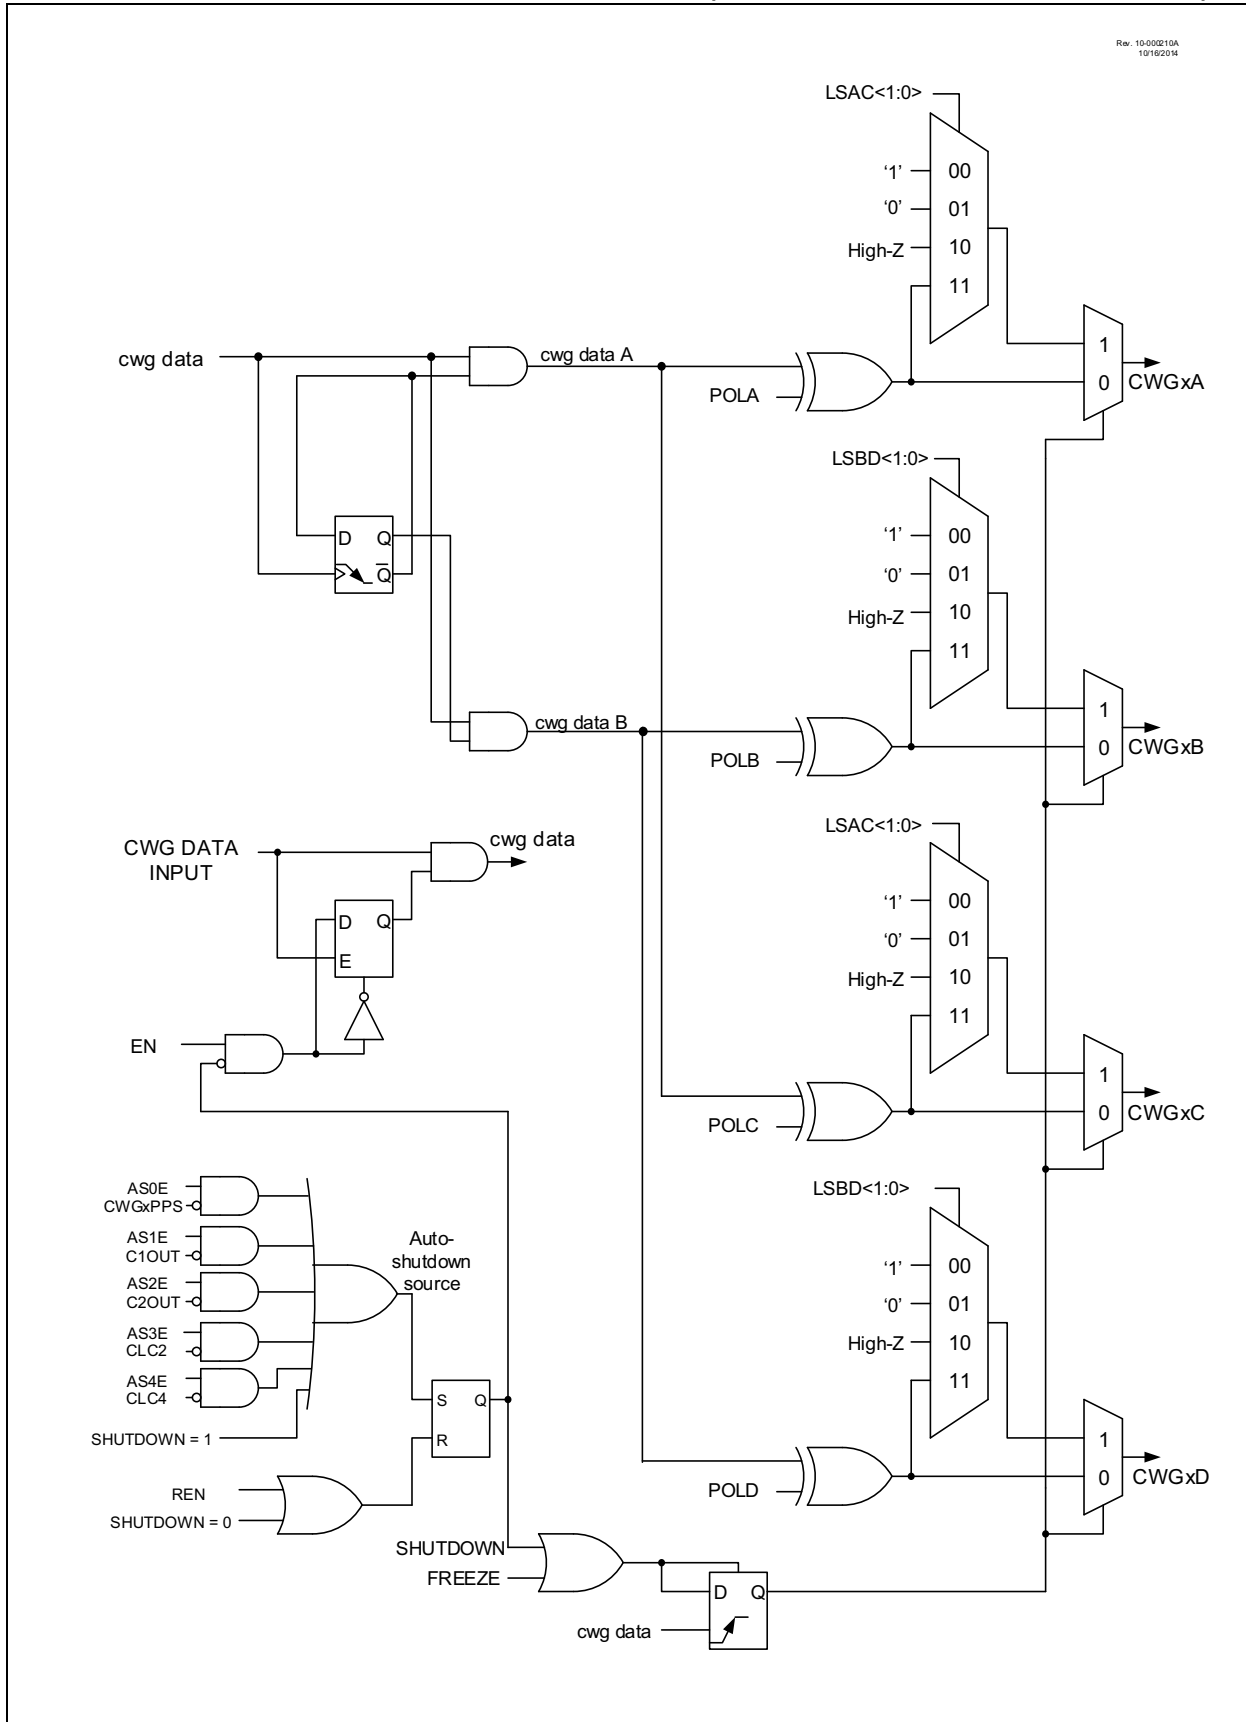 Rev. 10-000210A
10/16/2014
LSAC<1:0>
‘1’
00
‘0’
01
High-Z
10
11
cwg data
cwg data A
1
0
CWGxA
POLA
LSBD<1:0>
‘1’
00
‘0’
01
High-Z
10
11
D
Q
Q
cwg data B
1
0
CWGxB
POLB
LSAC<1:0>
CWG DATA
INPUT
cwg data
‘1’
00
‘0’
01
High-Z
10
11
D
Q
E
EN
1
0
CWGxC
POLC
AS0E
CWGxPPS
AS1E
C1OUT
AS2E
C2OUT
AS3E
CLC2
AS4E
CLC4
SHUTDOWN = 1
Auto-
shutdown
source
S
Q
R
LSBD<1:0>
‘1’
00
‘0’
01
High-Z
10
11
1
0
CWGxD
POLD
REN
SHUTDOWN = 0
SHUTDOWN
FREEZE
D
Q
cwg data